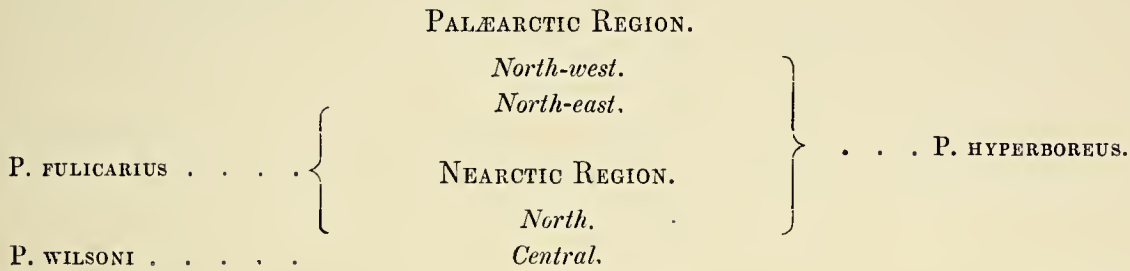 PALÆARCTIC REGION.
North-west.
North-east.
P. FULICARIUS . . . . NEARCTIC REGION. . . . P. HYPERBOREUS.
North.
P. WILSONI . . . . . Central.